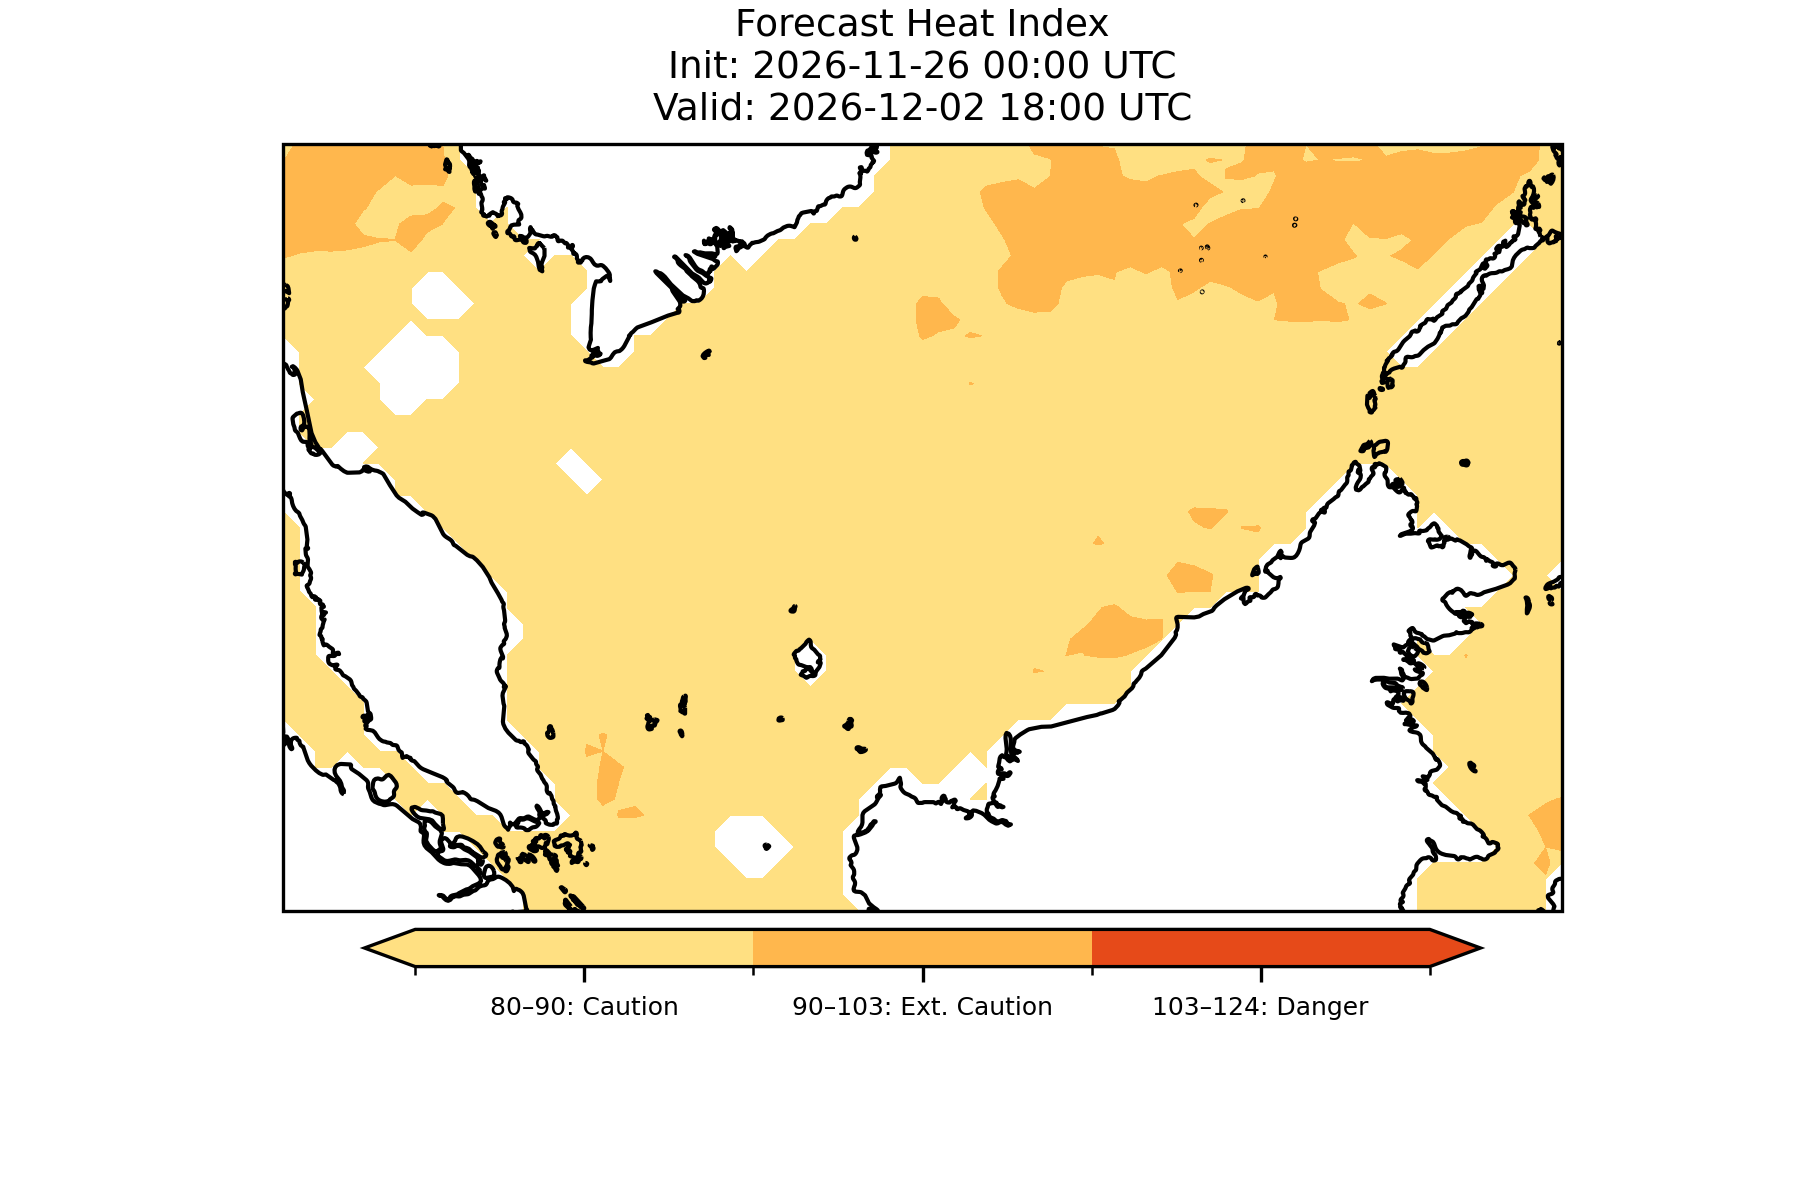 Forecast Heat Index
Init: 2026-11-26 00:00 UTC
Valid: 2026-12-02 18:00 UTC
80–90: Caution
90–103: Ext. Caution
103–124: Danger